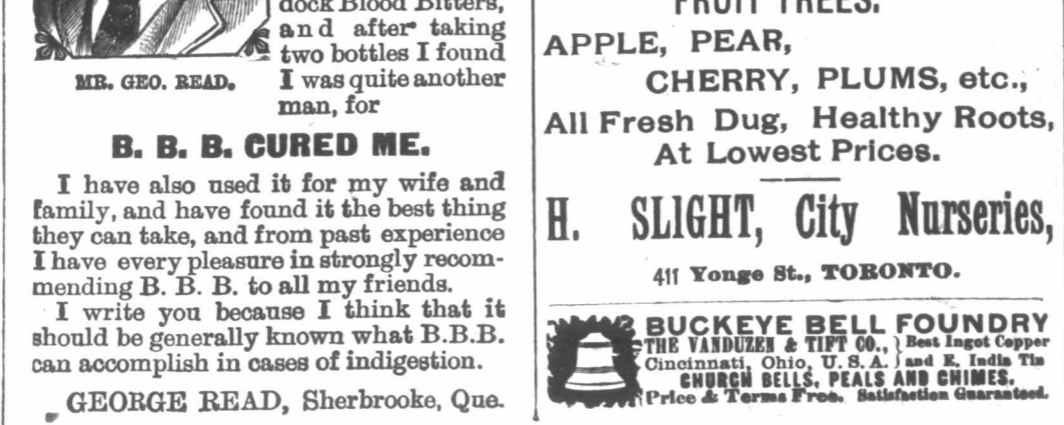 dock Blood Bitters,
and after taking
two bottles I found
I was quite another
man, for
MR. GEO. READ.
B. B. B. CURED ME.
I have also used it for my wife and
family, and have found it the best thing
they can take, and from past experience
I have every pleasure in strongly recom-
mending B. B. B. to all my friends.
I write you because I think that it
should be generally known what B.B.B.
can accomplish in cases of indigestion.
GEORGE READ, Sherbrooke, Que.
FRUIT TREES.
APPLE, PEAR,
CHERRY, PLUMS, etc.,
All Fresh Dug, Healthy Roots,
At Lowest Prices.
H. SLIGHT, City Nurseries,
411 Yonge St., TORONTO.
BUCKEYE BELL FOUNDRY
THE VANDUZEN & TIFT CO., } Best Ingot Copper
Cincinnati, Ohio, U. S. A. } and E. India Tin
CHURCH BELLS, PEALS AND CHIMES.
Price & Terms Free. Satisfaction Guaranteed.